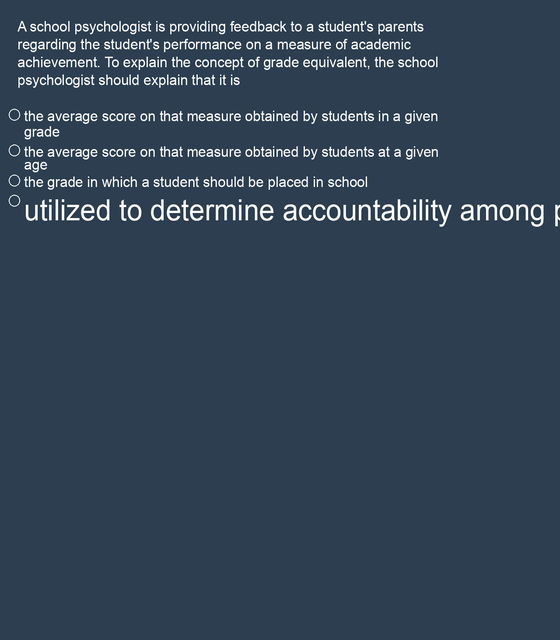 A school psychologist is providing feedback to a student's parents
regarding the student's performance on a measure of academic
achievement. To explain the concept of grade equivalent, the school
psychologist should explain that it is
the average score on that measure obtained by students in a given
grade
the average score on that measure obtained by students at a given
age
the grade in which a student should be placed in school
utilized to determine accountability among